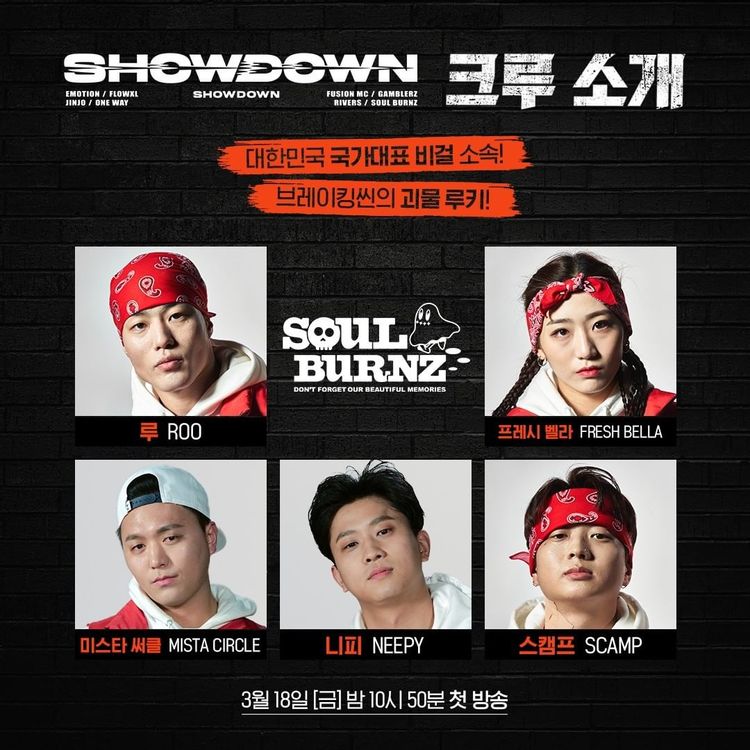 SHOWDOWN 크루 소개
EMOTION / FLOWXL
JINJO / ONE WAY
SHOWDOWN
FUSION MC / GAMBLERZ
RIVERS / SOUL BURNZ
대한민국 국가대표 비걸 소속!
브레이킹씬의 괴물 루키!
SOUL
BURNZ
DON'T FORGET OUR BEAUTIFUL MEMORIES
루 ROO
프레시 벨라 FRESH BELLA
미스타 써클 MISTA CIRCLE
니피 NEEPY
스캠프 SCAMP
3월 18일 [금] 밤 10시 50분 첫 방송